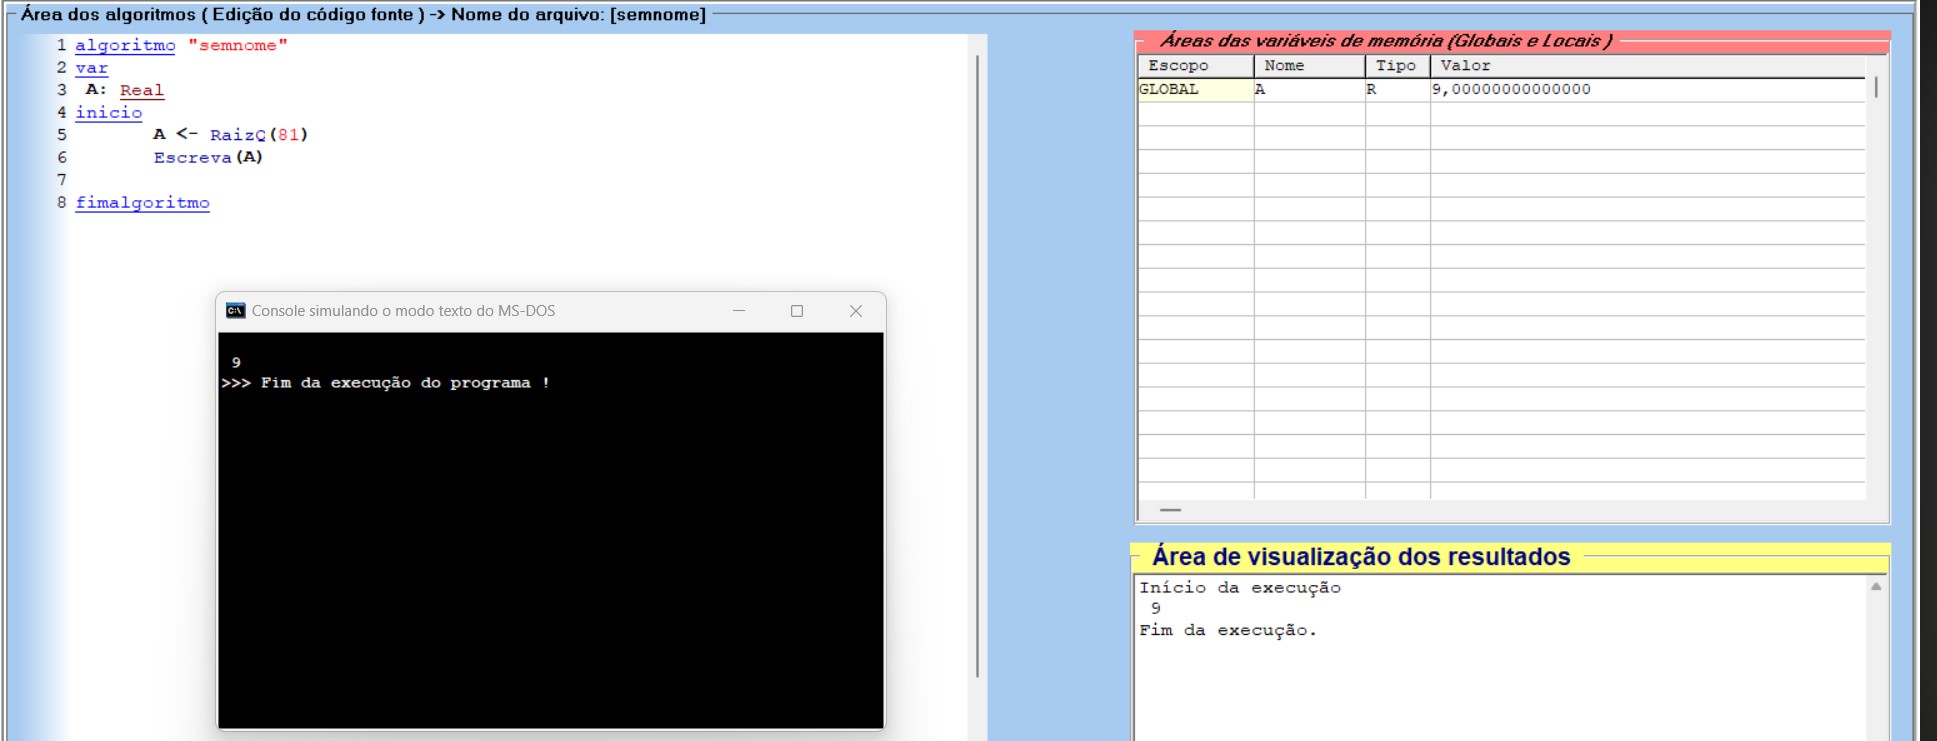 Área dos algoritmos ( Edição do código fonte ) -> Nome do arquivo: [semnome]
1 algoritmo "semnome"
2 var
3 A: Real
4 inicio
5 A <- RaizQ(81)
6 Escreva(A)
7
8 fimalgoritmo
Console simulando o modo texto do MS-DOS
9
>>> Fim da execução do programa !
Áreas das variáveis de memória (Globais e Locais )
Escopo Nome Tipo Valor
GLOBAL A R 9,00000000000000
Área de visualização dos resultados
Início da execução
9
Fim da execução.